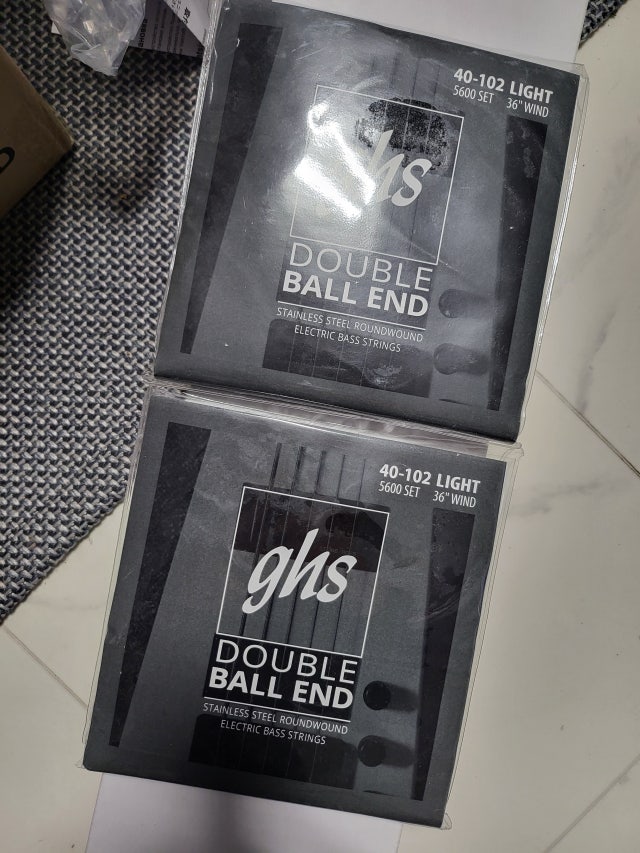 40-102 LIGHT
5600 SET 36" WIND
ghs
DOUBLE
BALL END
STAINLESS STEEL ROUNDWOUND
ELECTRIC BASS STRINGS
40-102 LIGHT
5600 SET 36" WIND
ghs
DOUBLE
BALL END
STAINLESS STEEL ROUNDWOUND
ELECTRIC BASS STRINGS